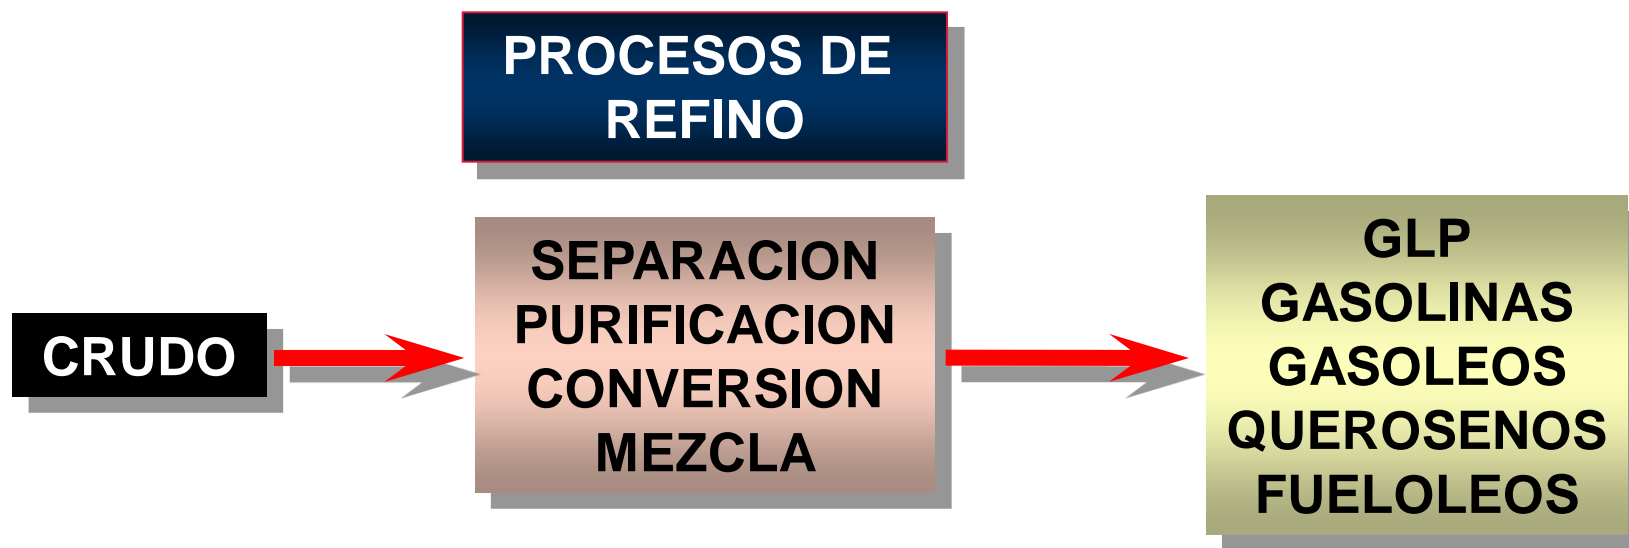 PROCESOS DE
REFINO
CRUDO
SEPARACION
PURIFICACION
CONVERSION
MEZCLA
GLP
GASOLINAS
GASOLEOS
QUEROSENOS
FUELOLEOS